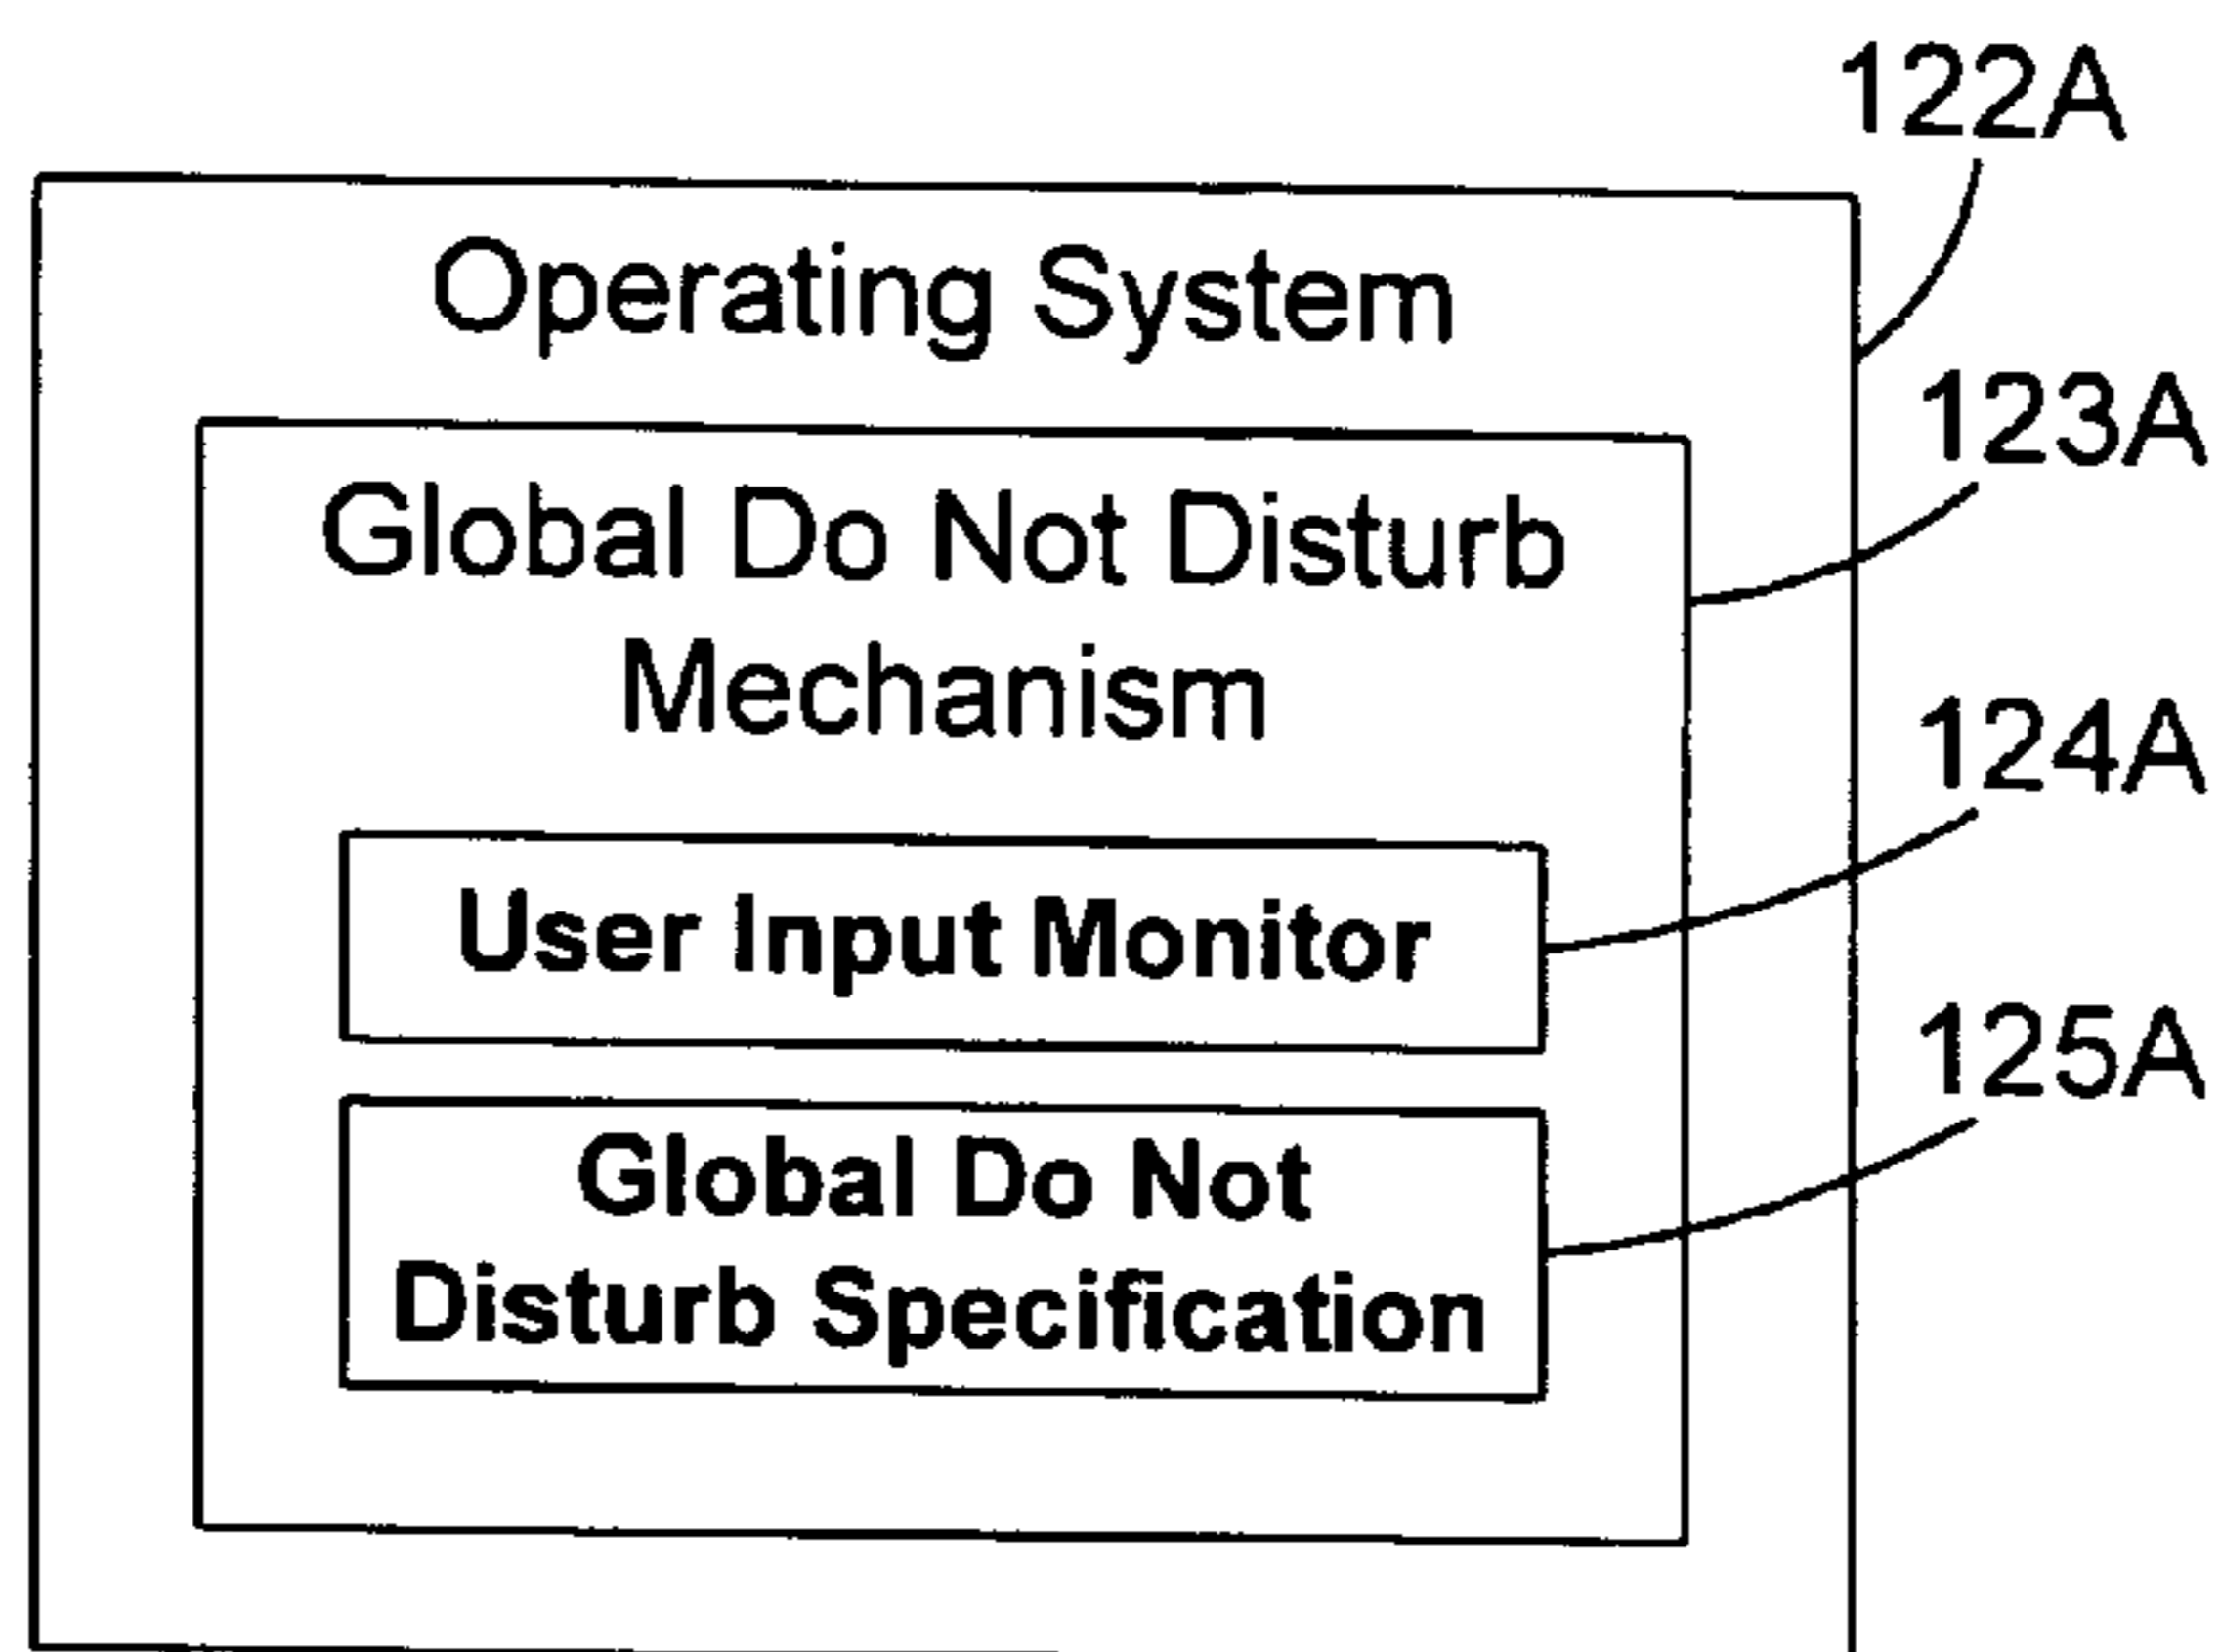 122A
Operating System
123A
Global Do Not Disturb
Mechanism
124A
User Input Monitor
125A
Global Do Not
Disturb Specification